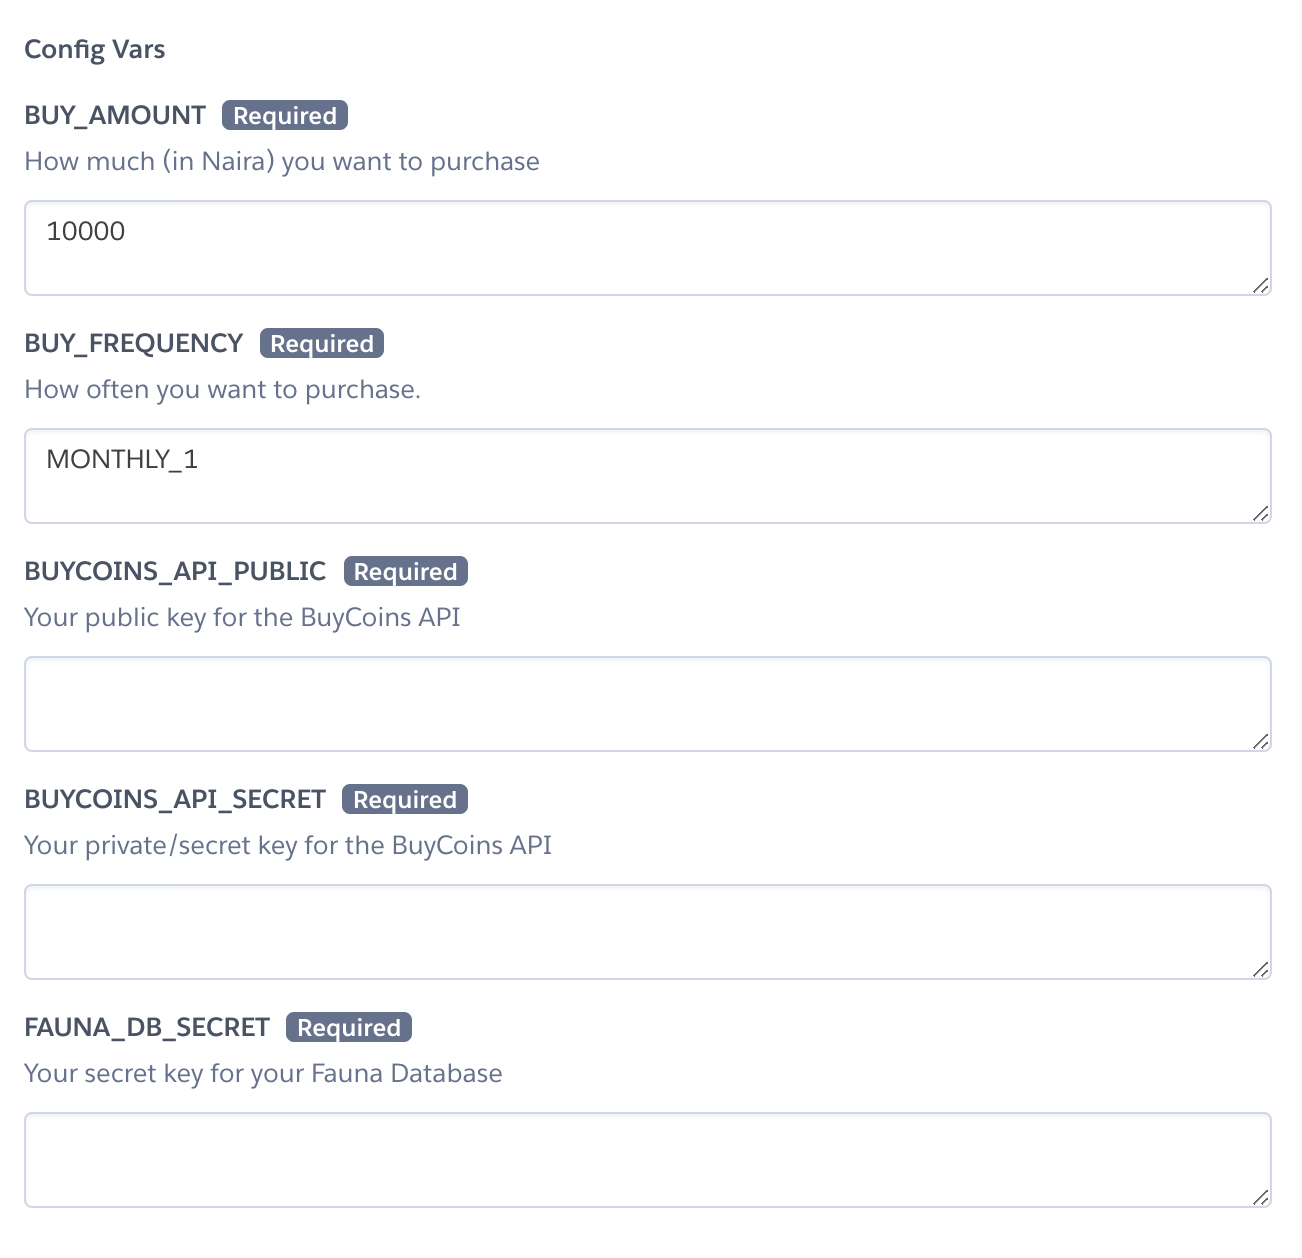 Config Vars
BUY_AMOUNT Required
How much (in Naira) you want to purchase
10000
BUY_FREQUENCY Required
How often you want to purchase.
MONTHLY_1
BUYCOINS_API_PUBLIC Required
Your public key for the BuyCoins API
BUYCOINS_API_SECRET Required
Your private/secret key for the BuyCoins API
FAUNA_DB_SECRET Required
Your secret key for your Fauna Database